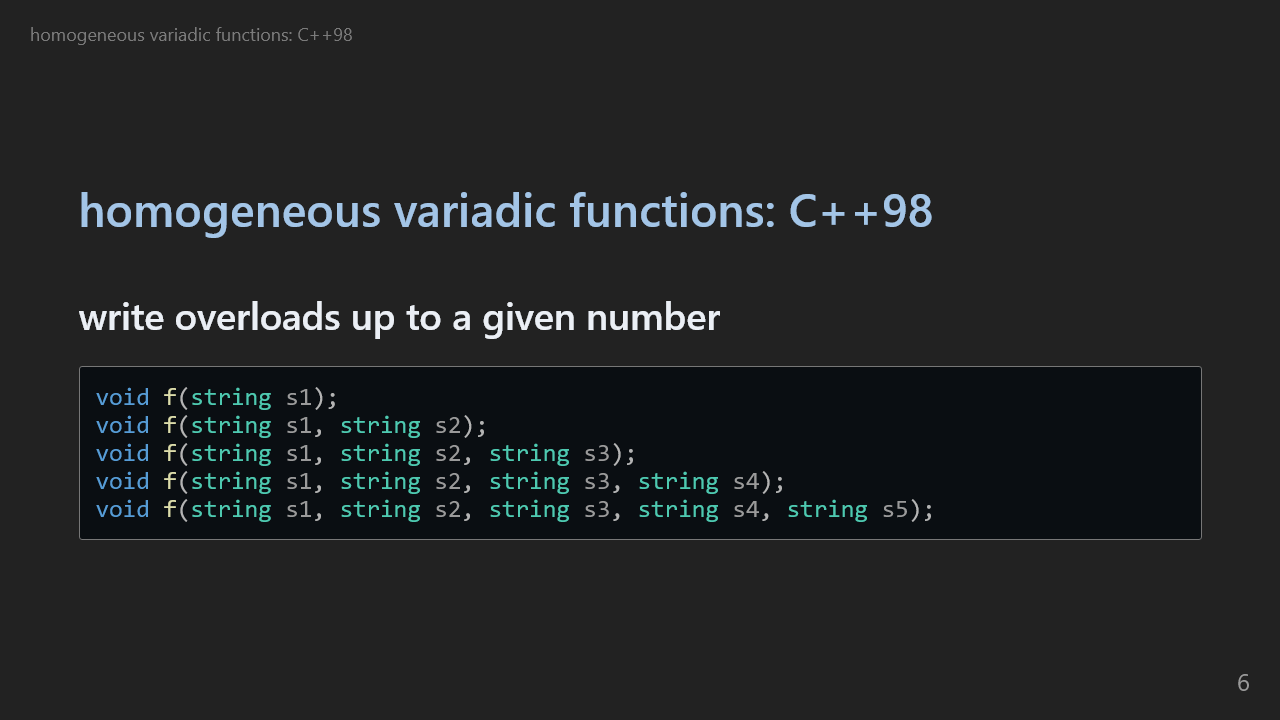 homogeneous variadic functions: C++98
homogeneous variadic functions: C++98
write overloads up to a given number
void f(string s1);
void f(string s1, string s2);
void f(string s1, string s2, string s3);
void f(string s1, string s2, string s3, string s4);
void f(string s1, string s2, string s3, string s4, string s5);
6